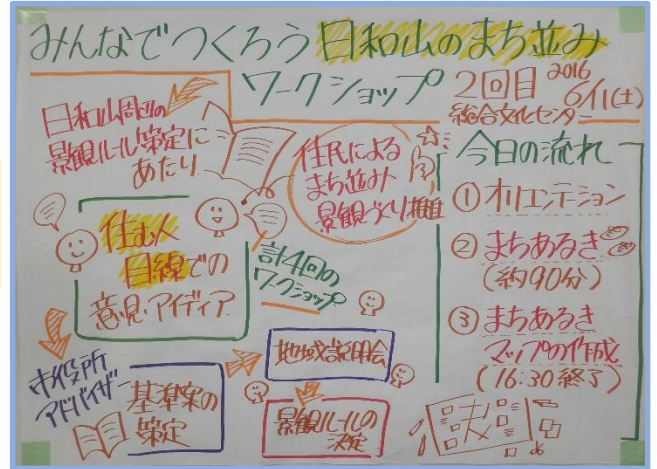 みんなでつくろう日和山のまち並み
ワークショップ
2回目 2016 6/11(土)
総合文化センター
日和山周辺の
景観ルール策定に
あたり
住民による
まち並み
景観づくり推進
住む人
目線での
意見・アイディア
計4回の
ワークショップ
市役所
アドバイザー
基準案の
策定
地域説明会
景観ルールの
決定
今日の流れ
① オリエンテーション
② まちあるき
(約90分)
③ まちあるき
マップの作成
(16:30終了)